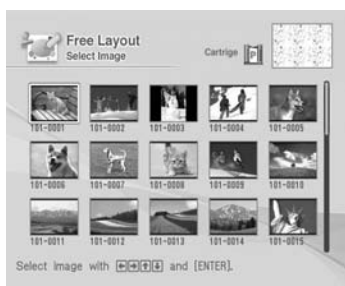 Free Layout
Select Image
Cartrige P
101-0001 101-0002 101-0003 101-0004 101-0005
101-0006 101-0007 101-0008 101-0009 101-0010
101-0011 101-0012 101-0013 101-0014 101-0015
Select image with ←→↑↓ and [ENTER].